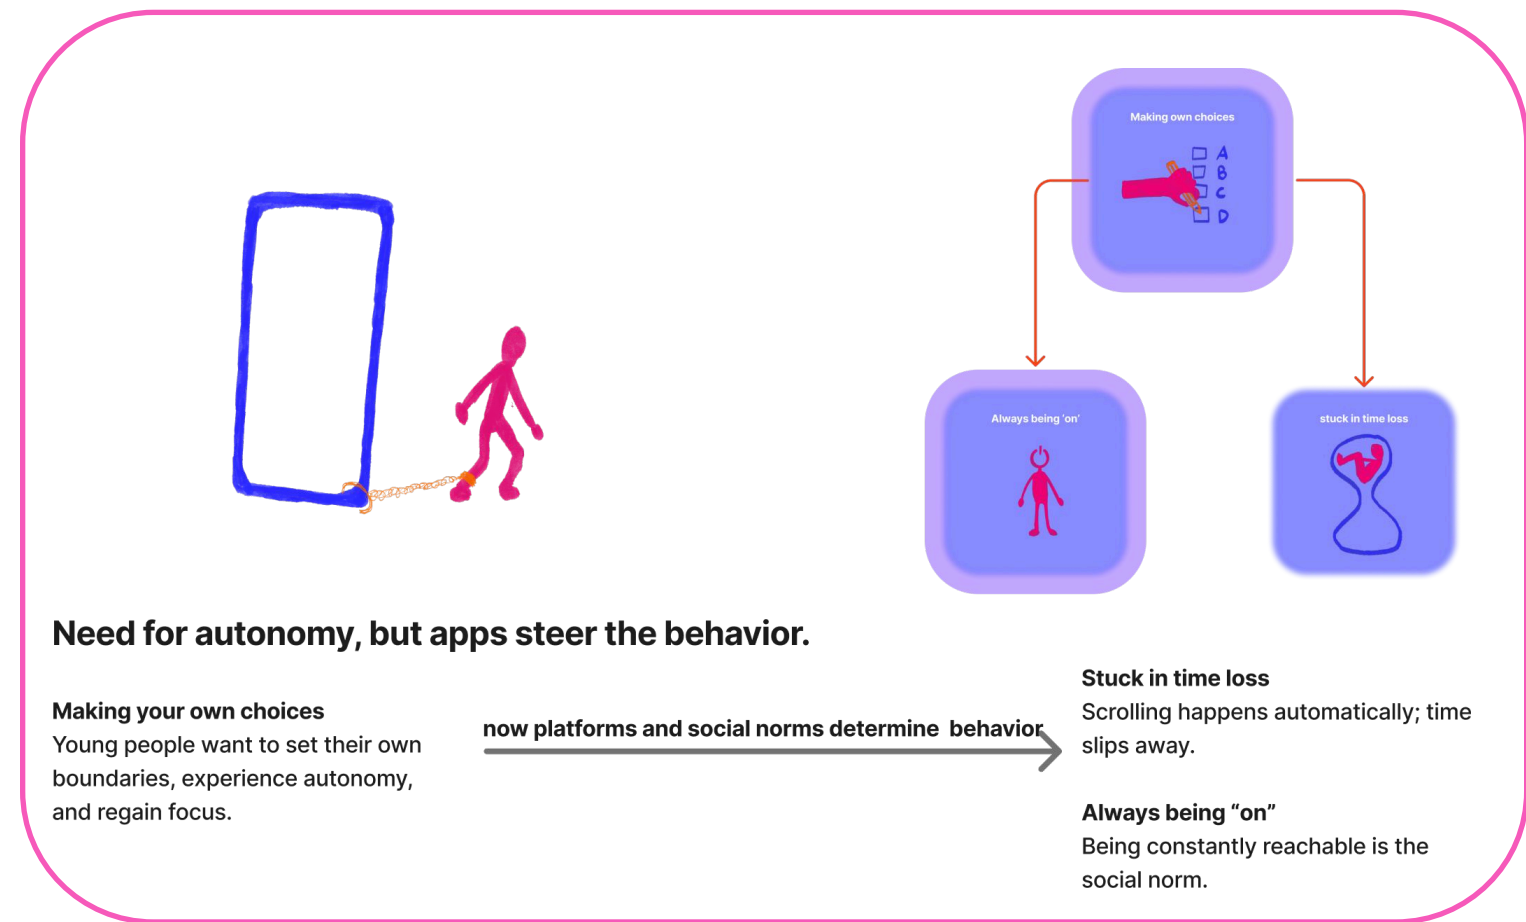 Making own choices
A
B
C
D
Always being 'on'
stuck in time loss
Need for autonomy, but apps steer the behavior.
Making your own choices
Young people want to set their own
boundaries, experience autonomy,
and regain focus.
now platforms and social norms determine behavior
Stuck in time loss
Scrolling happens automatically; time
slips away.
Always being “on”
Being constantly reachable is the
social norm.